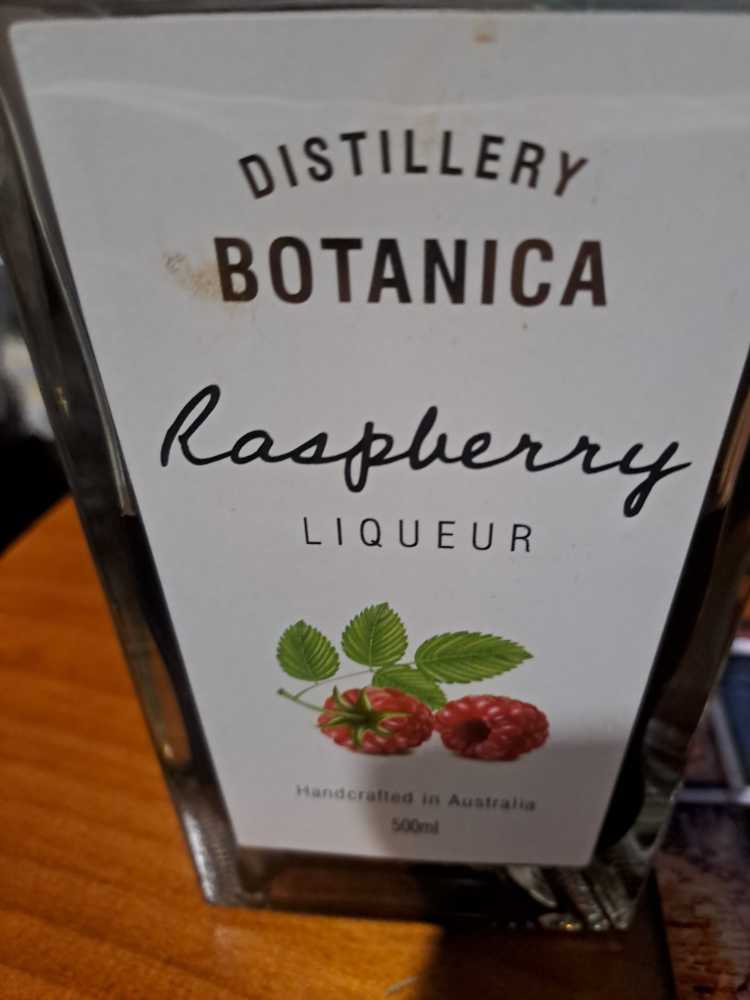 DISTILLERY
BOTANICA
Raspberry
LIQUEUR
Handcrafted in Australia
500ml